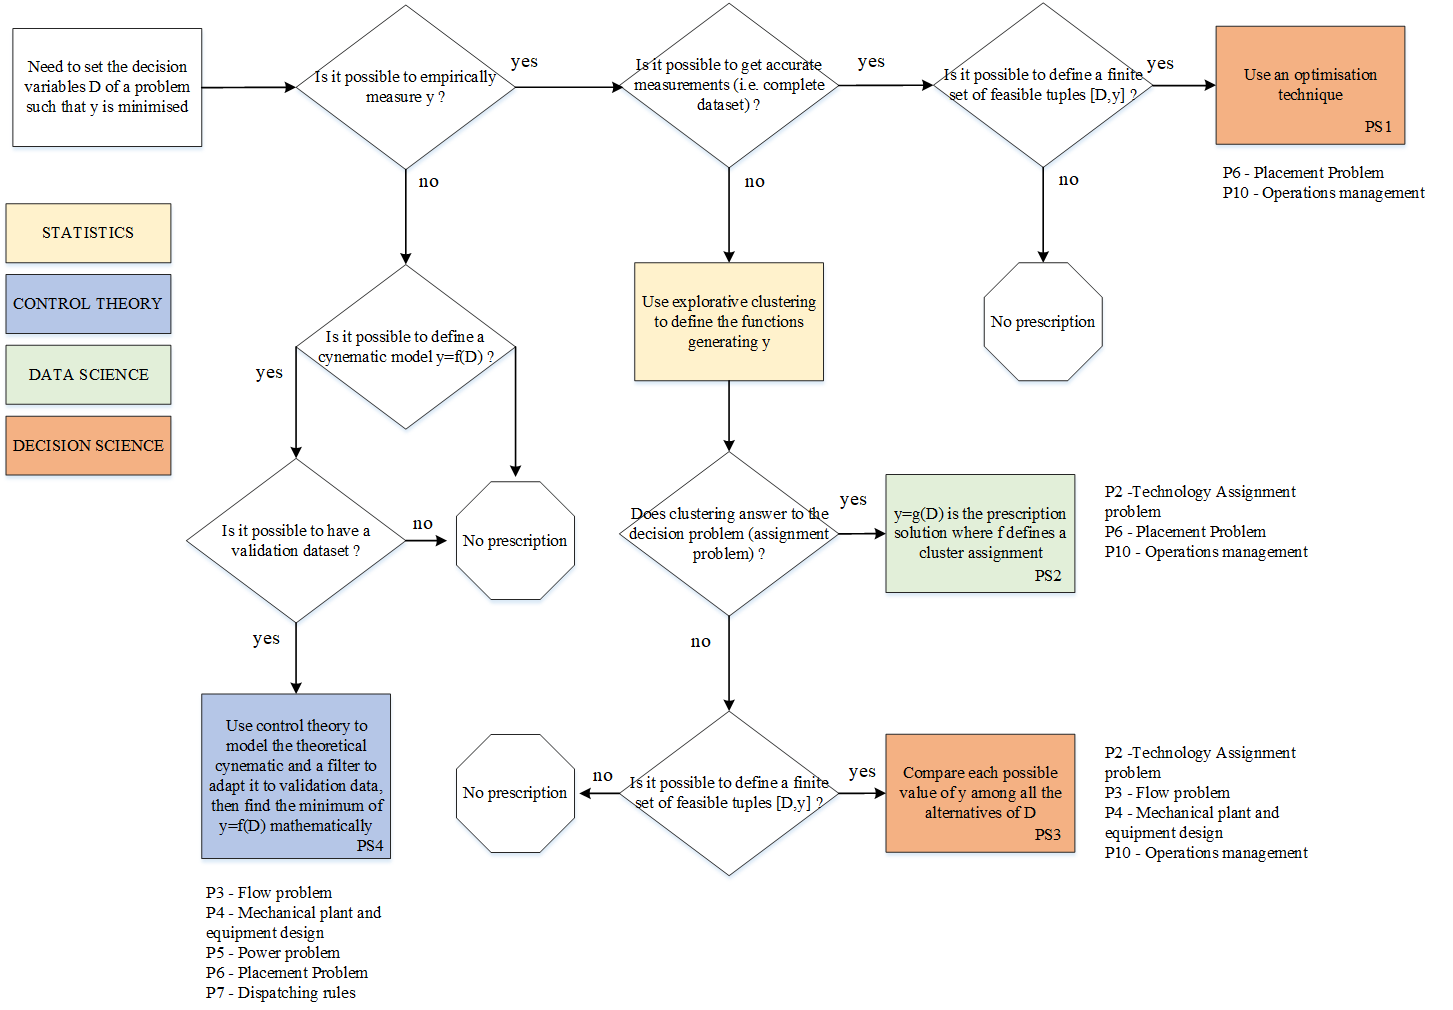 Need to set the decision
variables D of a problem
such that y is minimised
Is it possible to empirically
measure y ?
yes
Is it possible to get accurate
measurements (i.e. complete
dataset) ?
yes
Is it possible to define a finite
set of feasible tuples [D,y] ?
yes
Use an optimisation
technique
PS1
P6 - Placement Problem
P10 - Operations management
no
no
no
STATISTICS
CONTROL THEORY
DATA SCIENCE
DECISION SCIENCE
Is it possible to define a
cynematic model y=f(D) ?
yes
Use explorative clustering
to define the functions
generating y
No prescription
Is it possible to have a
validation dataset ?
no
No prescription
Does clustering answer to the
decision problem (assignment
problem) ?
yes
y=g(D) is the prescription
solution where f defines a
cluster assignment
PS2
P2 -Technology Assignment
problem
P6 - Placement Problem
P10 - Operations management
yes
no
Use control theory to
model the theoretical
cynematic and a filter to
adapt it to validation data,
then find the minimum of
y=f(D) mathematically
PS4
P3 - Flow problem
P4 - Mechanical plant and
equipment design
P5 - Power problem
P6 - Placement Problem
P7 - Dispatching rules
No prescription
no
Is it possible to define a finite
set of feasible tuples [D,y] ?
yes
Compare each possible
value of y among all the
alternatives of D
PS3
P2 -Technology Assignment
problem
P3 - Flow problem
P4 - Mechanical plant and
equipment design
P10 - Operations management